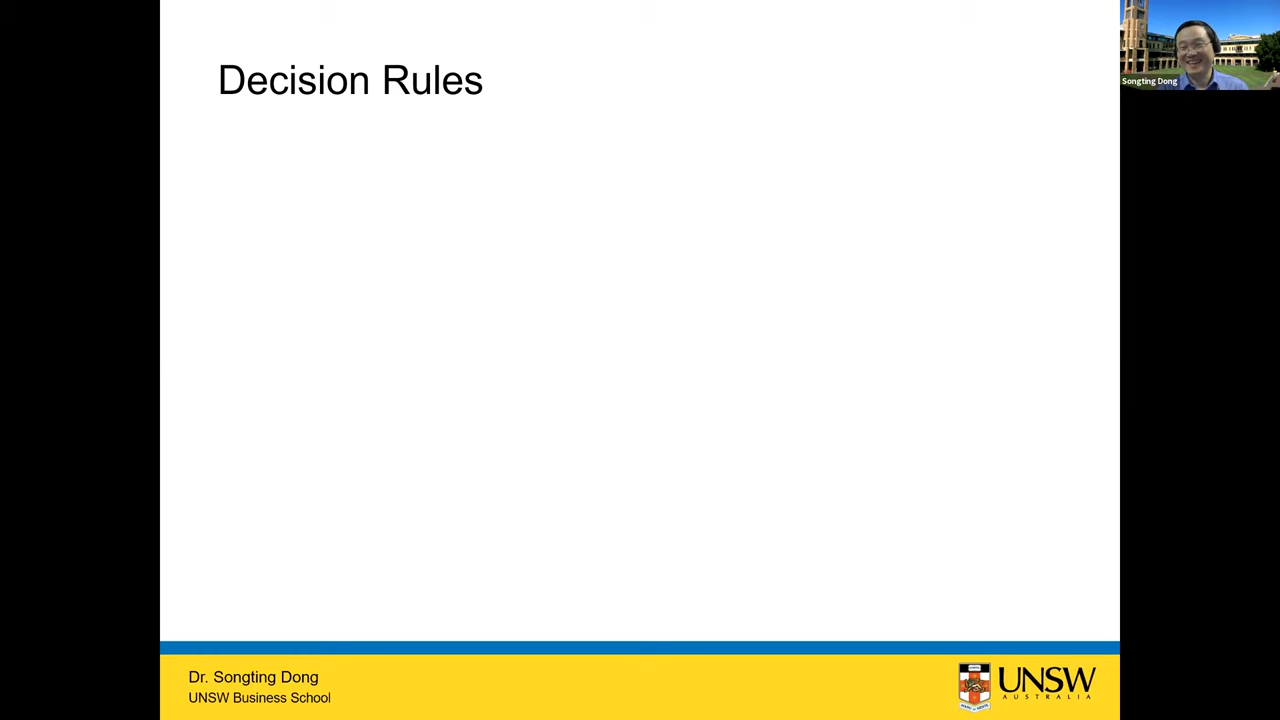 Decision Rules
Songting Dong
Dr. Songting Dong
UNSW Business School
UNSW
AUSTRALIA